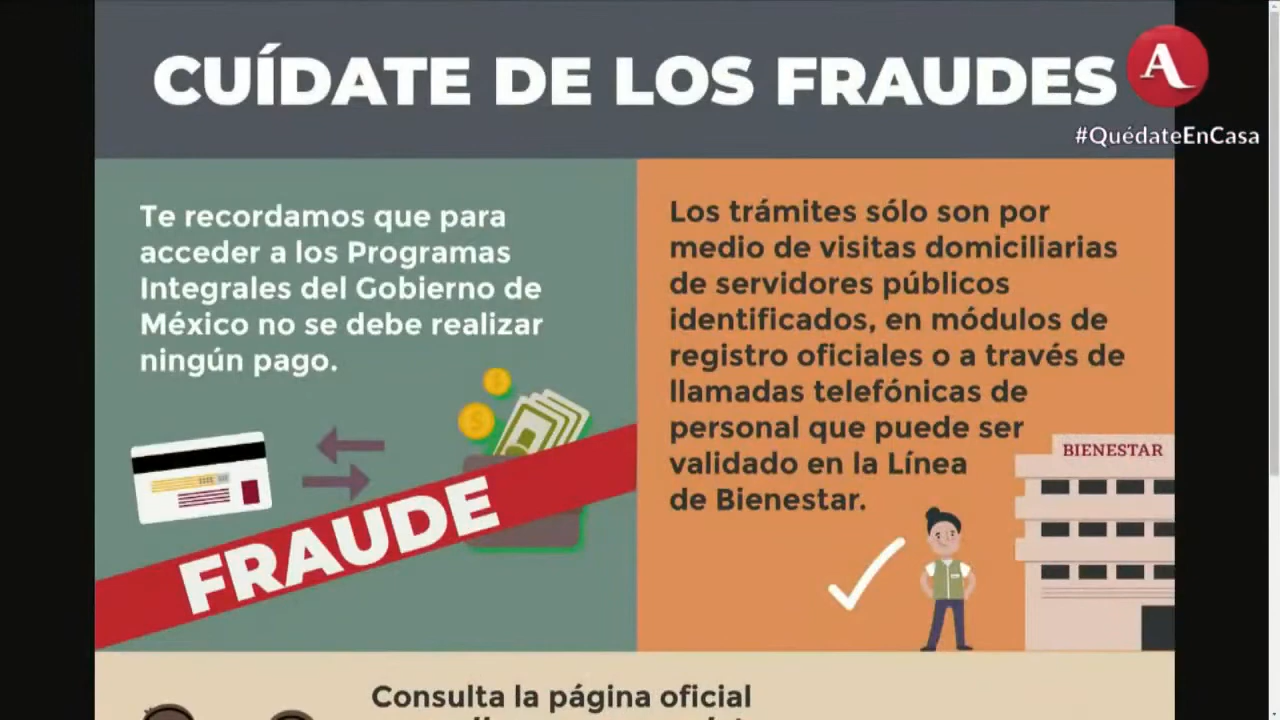 CUÍDATE DE LOS FRAUDES
A
#QuédateEnCasa
Te recordamos que para
acceder a los Programas
Integrales del Gobierno de
México no se debe realizar
ningún pago.
FRAUDE
Los trámites sólo son por
medio de visitas domiciliarias
de servidores públicos
identificados, en módulos de
registro oficiales o a través de
llamadas telefónicas de
personal que puede ser
validado en la Línea
de Bienestar.
BIENESTAR
Consulta la página oficial